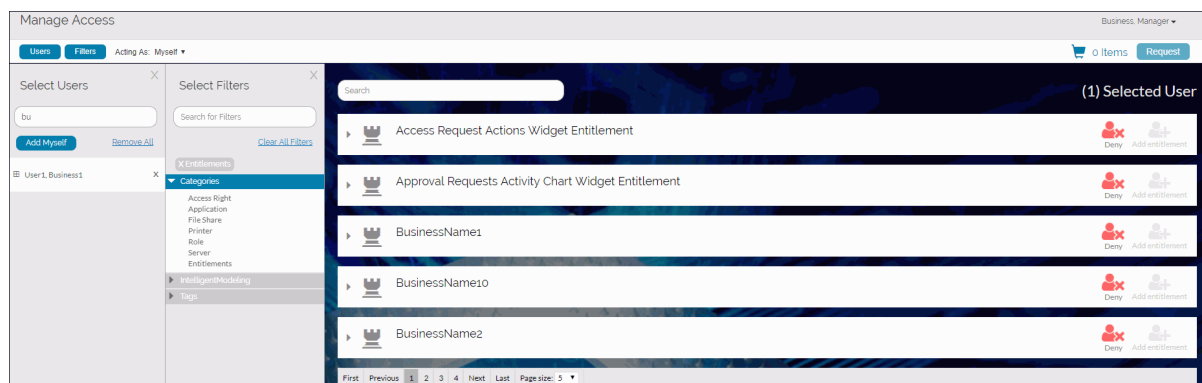 Manage Access
Business, Manager
Users Filters Acting As: Myself
0 Items Request
Select Users
X
bu
Add Myself Remove All
User1, Business1 X
Select Filters
X
Search for Filters
Clear All Filters
X Entitlements
Categories
Access Right
Application
File Share
Printer
Role
Server
Entitlements
IntelligentModeling
Tags
Search
(1) Selected User
Access Request Actions Widget Entitlement
Deny Add entitlement
Approval Requests Activity Chart Widget Entitlement
Deny Add entitlement
BusinessName1
Deny Add entitlement
BusinessName10
Deny Add entitlement
BusinessName2
Deny Add entitlement
First Previous 1 2 3 4 Next Last Page size: 5